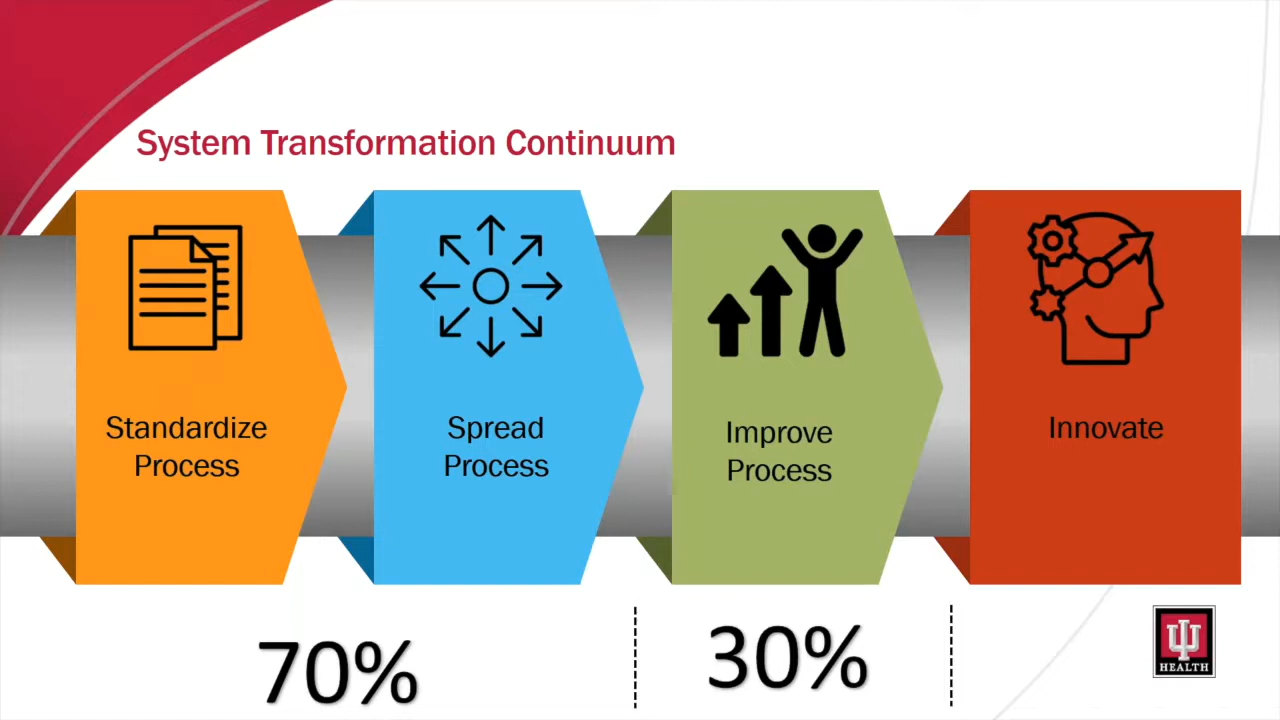 System Transformation Continuum
Standardize
Process
Spread
Process
Improve
Process
Innovate
70%
30%
HEALTH